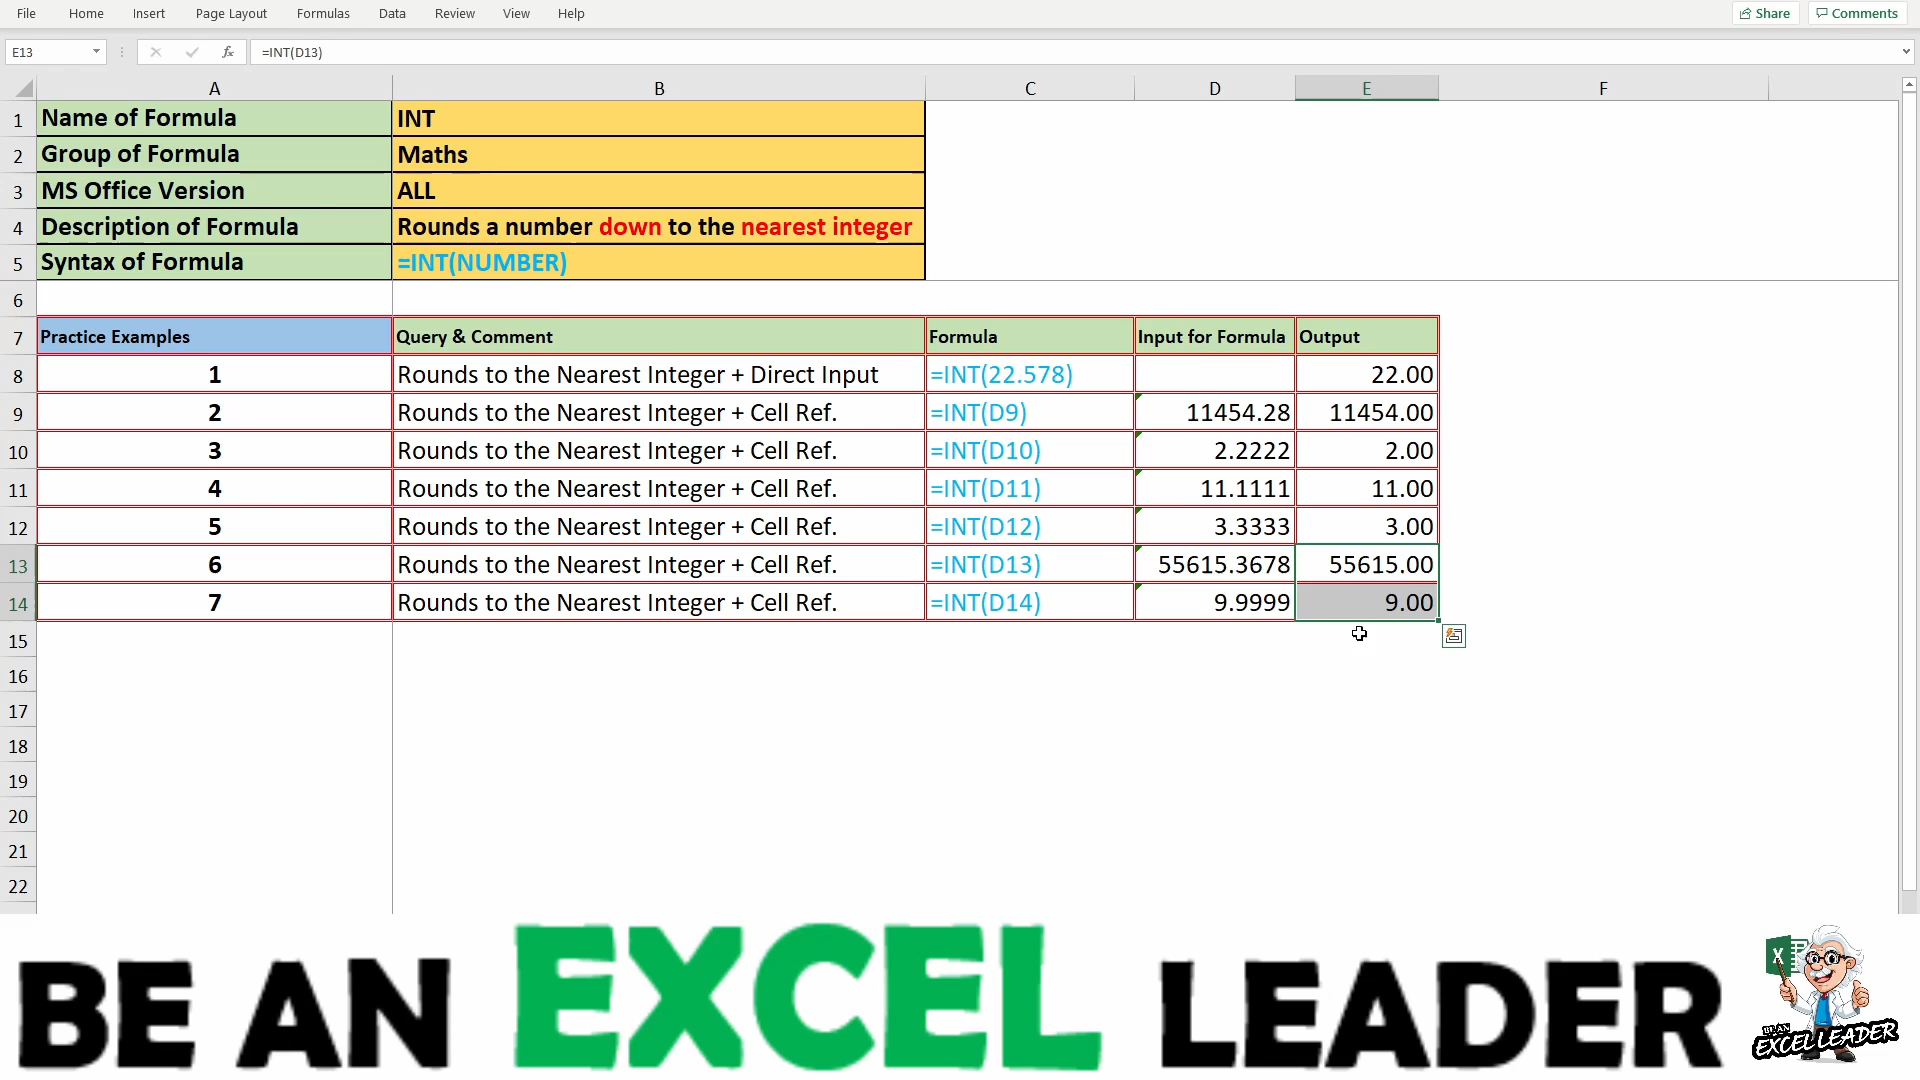 File Home Insert Page Layout Formulas Data Review View Help Share Comments
E13 fx =INT(D13)
A B C D E F
1 Name of Formula INT
2 Group of Formula Maths
3 MS Office Version ALL
4 Description of Formula Rounds a number down to the nearest integer
5 Syntax of Formula =INT(NUMBER)
6
7 Practice Examples Query & Comment Formula Input for Formula Output
8 1 Rounds to the Nearest Integer + Direct Input =INT(22.578) 22.00
9 2 Rounds to the Nearest Integer + Cell Ref. =INT(D9) 11454.28 11454.00
10 3 Rounds to the Nearest Integer + Cell Ref. =INT(D10) 2.2222 2.00
11 4 Rounds to the Nearest Integer + Cell Ref. =INT(D11) 11.1111 11.00
12 5 Rounds to the Nearest Integer + Cell Ref. =INT(D12) 3.3333 3.00
13 6 Rounds to the Nearest Integer + Cell Ref. =INT(D13) 55615.3678 55615.00
14 7 Rounds to the Nearest Integer + Cell Ref. =INT(D14) 9.9999 9.00
15
16
17
18
19
20
21
22
BE AN EXCEL LEADER
X
BE AN
EXCEL LEADER